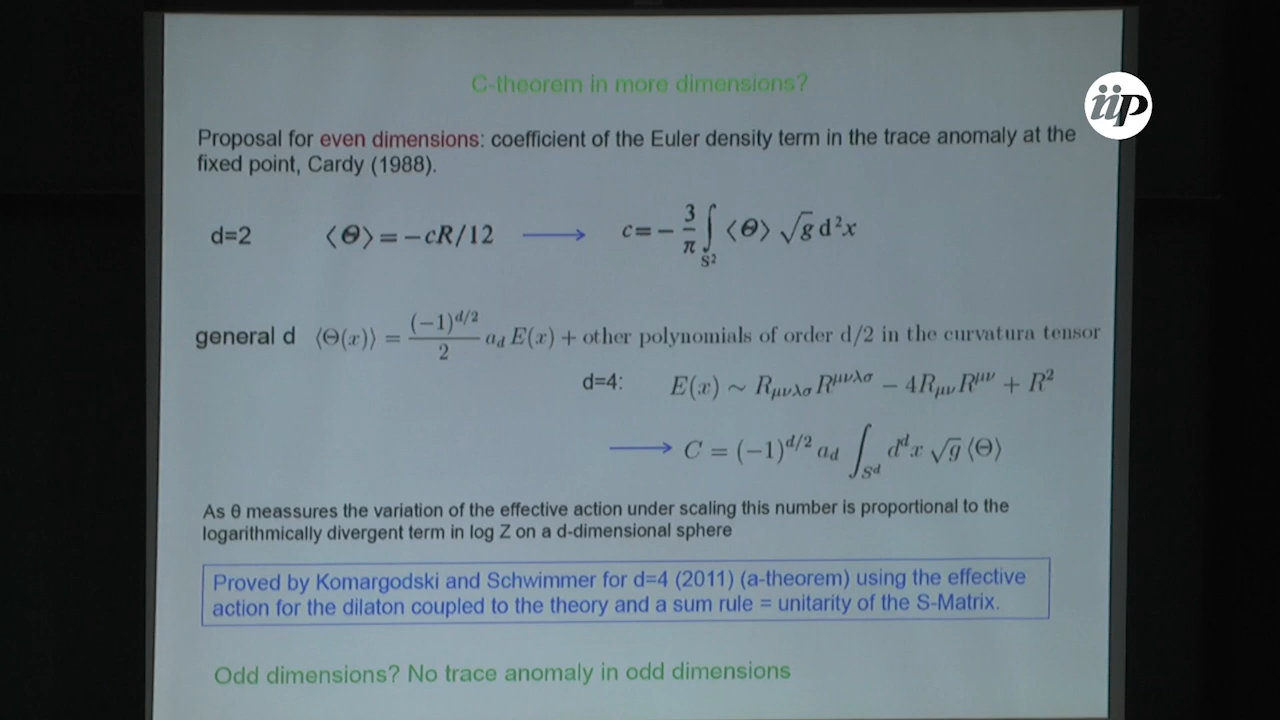 C-theorem in more dimensions?
iip
Proposal for even dimensions: coefficient of the Euler density term in the trace anomaly at the
fixed point, Cardy (1988).
d=2 ⟨Θ⟩ = −cR/12 ⟶ c = − 3/π ∫_{S²} ⟨Θ⟩ √g d²x
general d ⟨Θ(x)⟩ = (−1)^{d/2}/2 a_d E(x) + other polynomials of order d/2 in the curvatura tensor
d=4: E(x) ∼ R_{μνλσ}R^{μνλσ} − 4R_{μν}R^{μν} + R²
⟶ C = (−1)^{d/2} a_d ∫_{S^d} d^dx √g ⟨Θ⟩
As θ meassures the variation of the effective action under scaling this number is proportional to the
logarithmically divergent term in log Z on a d-dimensional sphere
Proved by Komargodski and Schwimmer for d=4 (2011) (a-theorem) using the effective
action for the dilaton coupled to the theory and a sum rule = unitarity of the S-Matrix.
Odd dimensions? No trace anomaly in odd dimensions